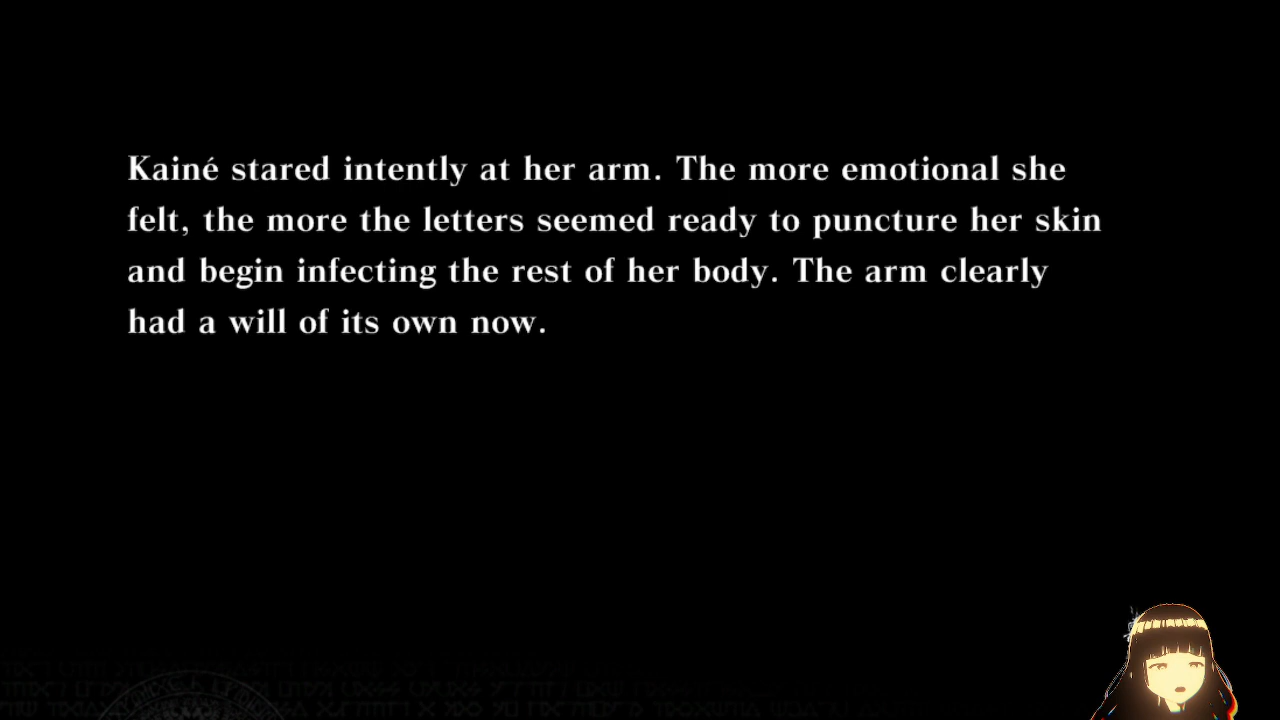 Kainé stared intently at her arm. The more emotional she
felt, the more the letters seemed ready to puncture her skin
and begin infecting the rest of her body. The arm clearly
had a will of its own now.